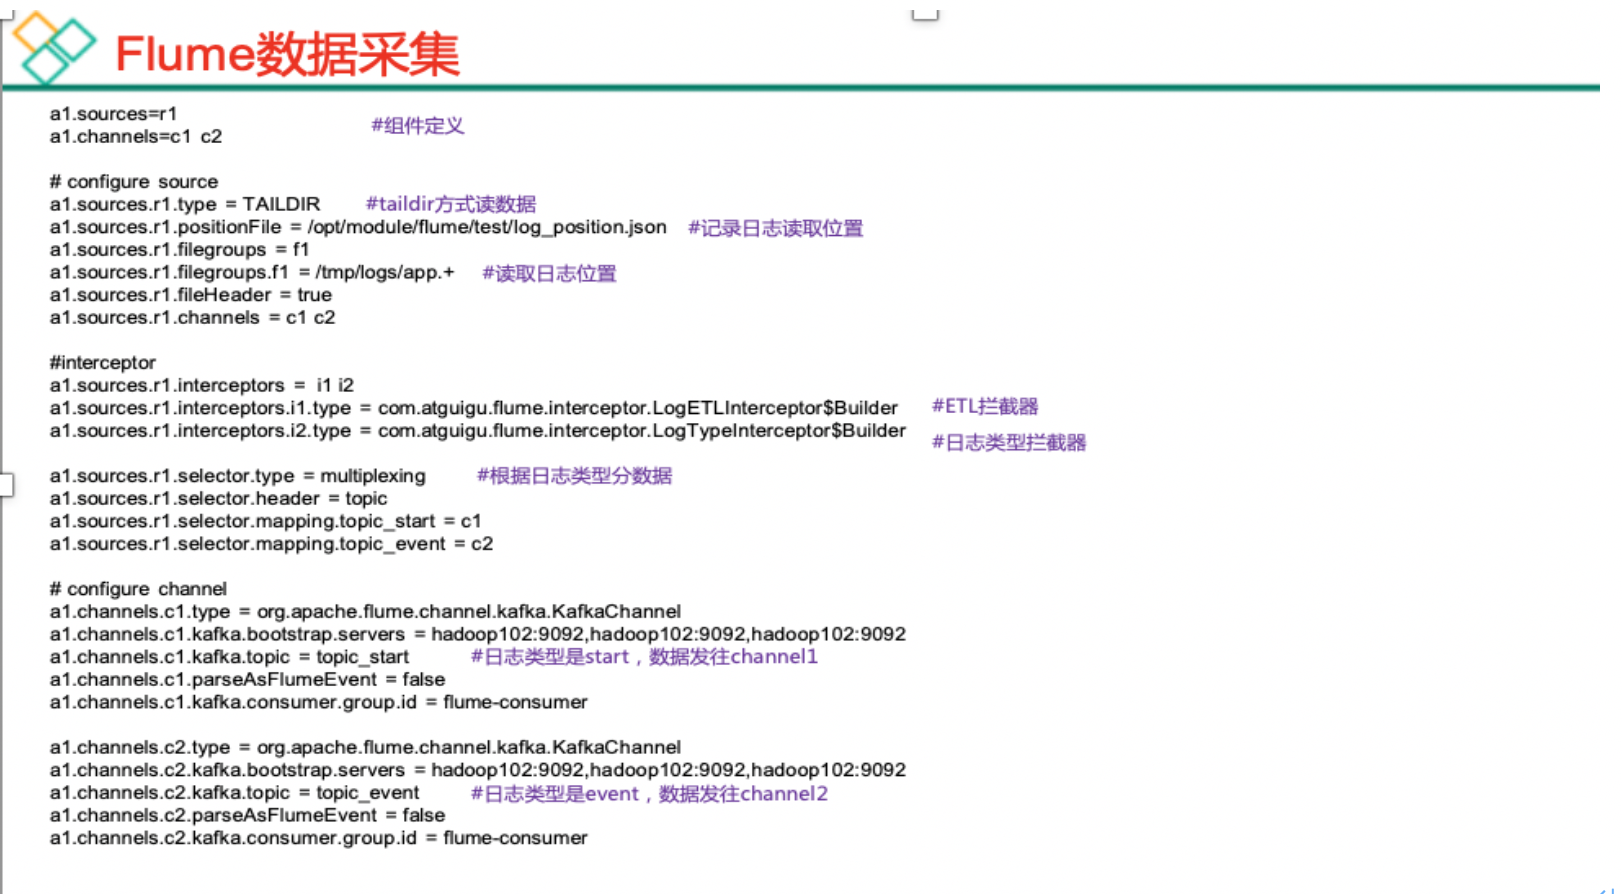 Flume数据采集
a1.sources=r1
a1.channels=c1 c2
#组件定义
# configure source
a1.sources.r1.type = TAILDIR #taildir方式读数据
a1.sources.r1.positionFile = /opt/module/flume/test/log_position.json #记录日志读取位置
a1.sources.r1.filegroups = f1
a1.sources.r1.filegroups.f1 = /tmp/logs/app.+ #读取日志位置
a1.sources.r1.fileHeader = true
a1.sources.r1.channels = c1 c2
#interceptor
a1.sources.r1.interceptors = i1 i2
a1.sources.r1.interceptors.i1.type = com.atguigu.flume.interceptor.LogETLInterceptor$Builder #ETL拦截器
a1.sources.r1.interceptors.i2.type = com.atguigu.flume.interceptor.LogTypeInterceptor$Builder #日志类型拦截器
a1.sources.r1.selector.type = multiplexing #根据日志类型分数据
a1.sources.r1.selector.header = topic
a1.sources.r1.selector.mapping.topic_start = c1
a1.sources.r1.selector.mapping.topic_event = c2
# configure channel
a1.channels.c1.type = org.apache.flume.channel.kafka.KafkaChannel
a1.channels.c1.kafka.bootstrap.servers = hadoop102:9092,hadoop102:9092,hadoop102:9092
a1.channels.c1.kafka.topic = topic_start #日志类型是start，数据发往channel1
a1.channels.c1.parseAsFlumeEvent = false
a1.channels.c1.kafka.consumer.group.id = flume-consumer
a1.channels.c2.type = org.apache.flume.channel.kafka.KafkaChannel
a1.channels.c2.kafka.bootstrap.servers = hadoop102:9092,hadoop102:9092,hadoop102:9092
a1.channels.c2.kafka.topic = topic_event #日志类型是event，数据发往channel2
a1.channels.c2.parseAsFlumeEvent = false
a1.channels.c2.kafka.consumer.group.id = flume-consumer